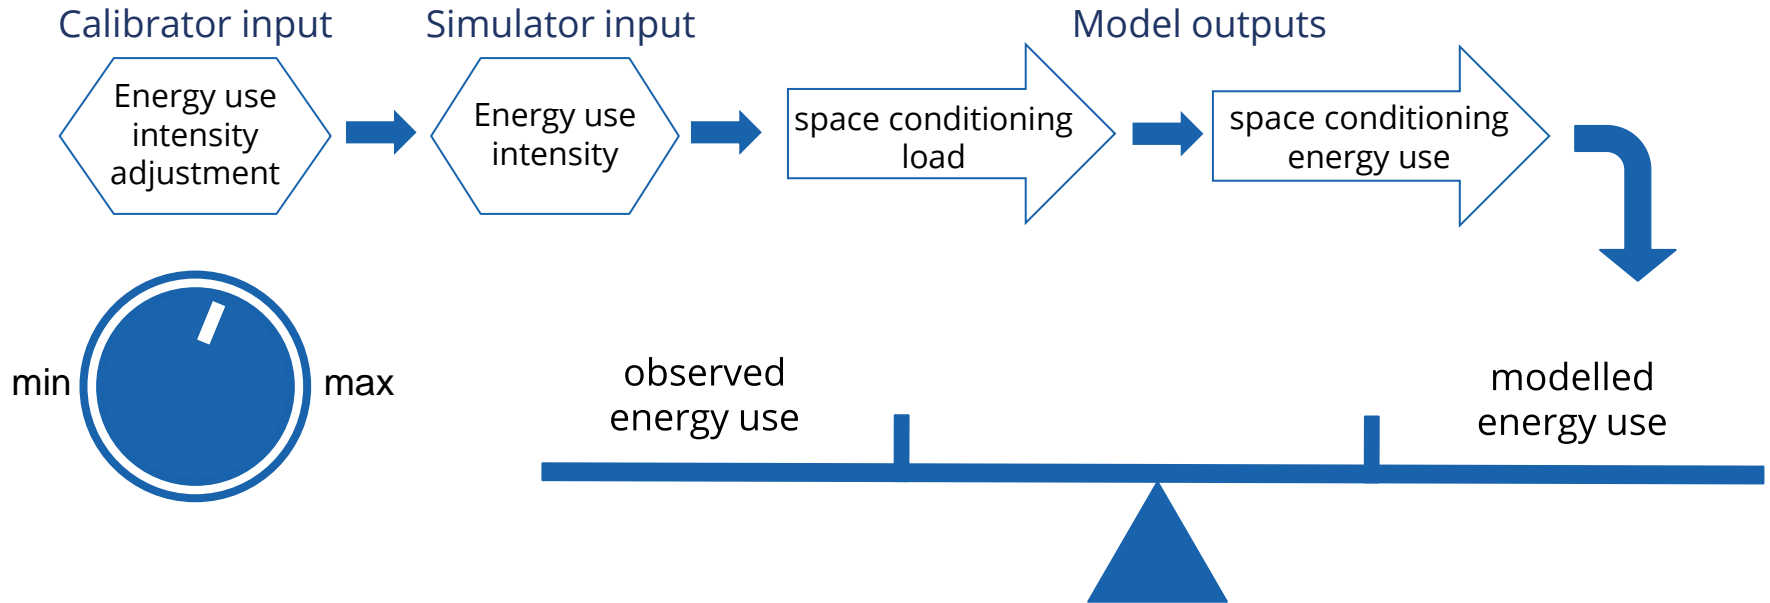 Calibrator input
Simulator input
Model outputs
Energy use
intensity
adjustment
Energy use
intensity
space conditioning
load
space conditioning
energy use
min
max
observed
energy use
modelled
energy use